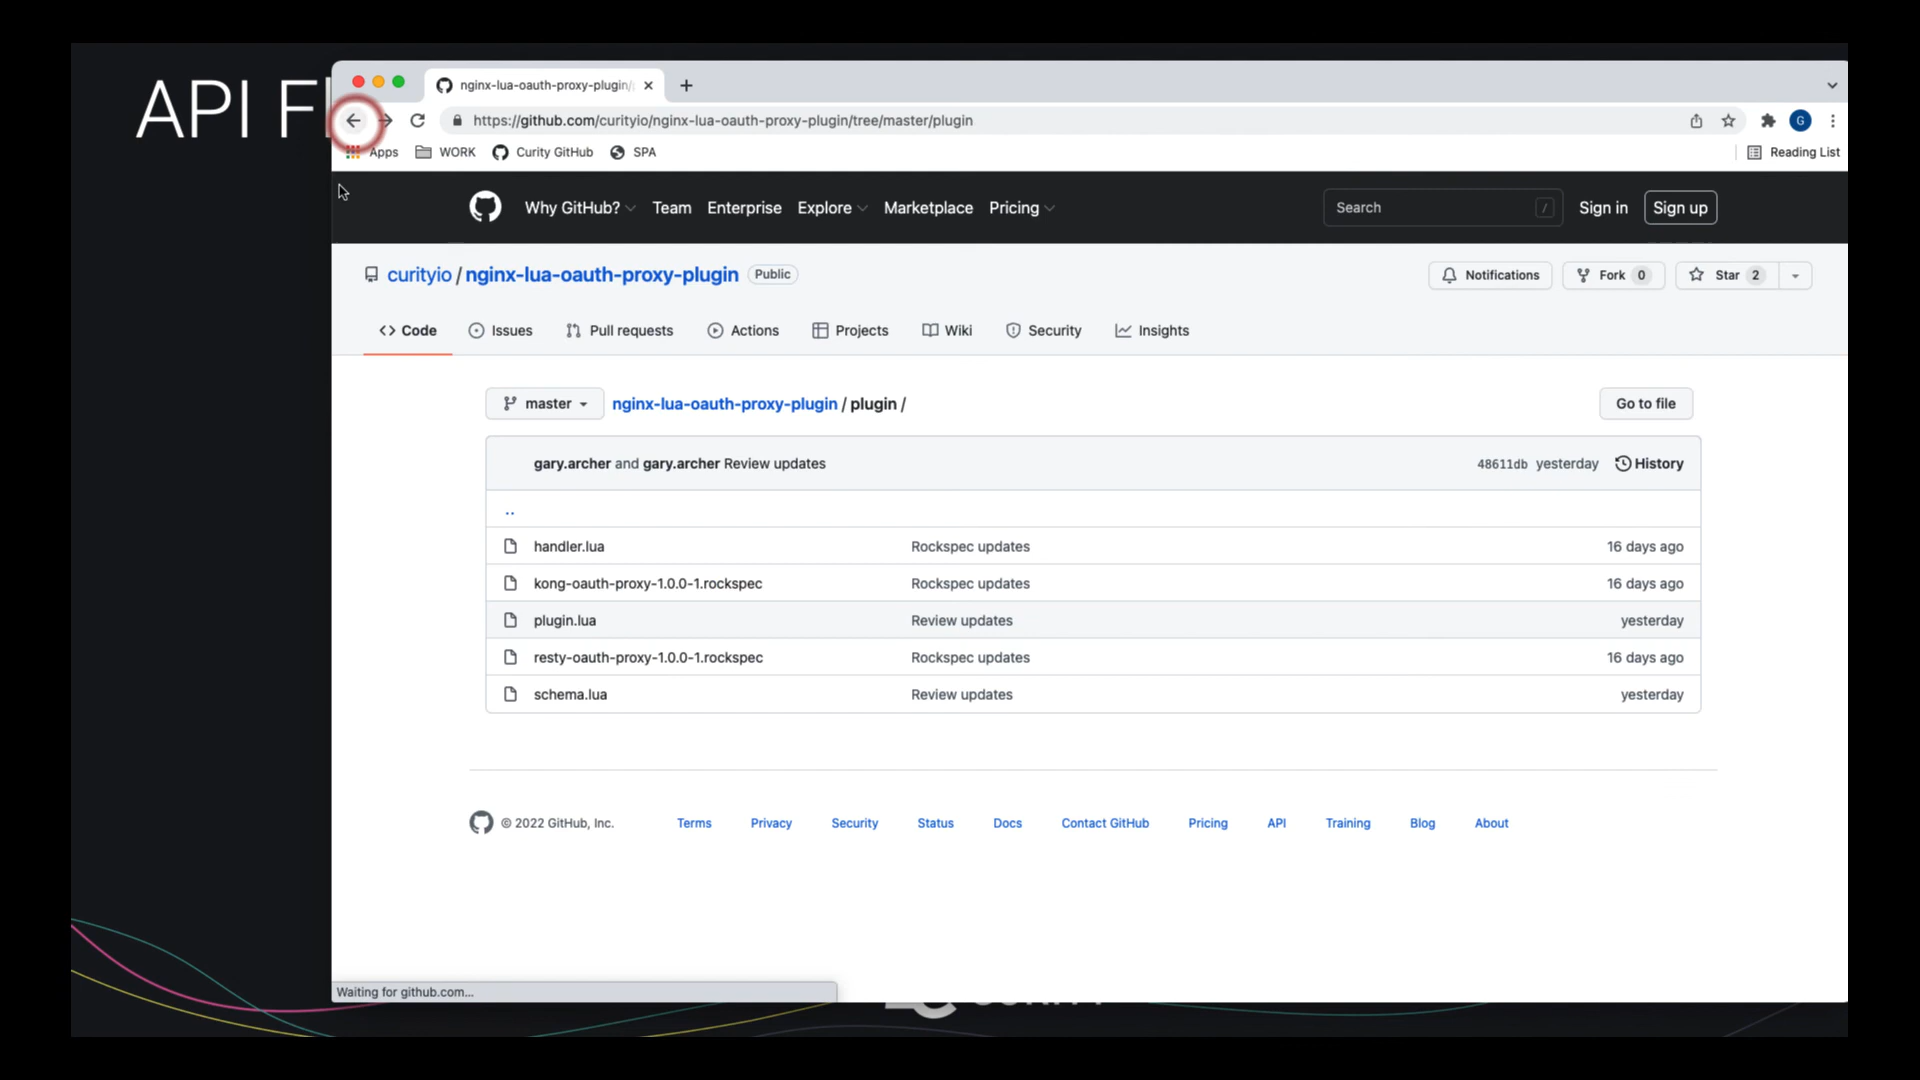 API F
nginx-lua-oauth-proxy-plugin/
https://github.com/curityio/nginx-lua-oauth-proxy-plugin/tree/master/plugin
G
Apps WORK Curity GitHub SPA Reading List
Why GitHub? Team Enterprise Explore Marketplace Pricing Search / Sign in Sign up
curityio / nginx-lua-oauth-proxy-plugin Public Notifications Fork 0 Star 2
Code Issues Pull requests Actions Projects Wiki Security Insights
master nginx-lua-oauth-proxy-plugin / plugin / Go to file
gary.archer and gary.archer Review updates 48611db yesterday History
..
handler.lua Rockspec updates 16 days ago
kong-oauth-proxy-1.0.0-1.rockspec Rockspec updates 16 days ago
plugin.lua Review updates yesterday
resty-oauth-proxy-1.0.0-1.rockspec Rockspec updates 16 days ago
schema.lua Review updates yesterday
© 2022 GitHub, Inc. Terms Privacy Security Status Docs Contact GitHub Pricing API Training Blog About
Waiting for github.com...